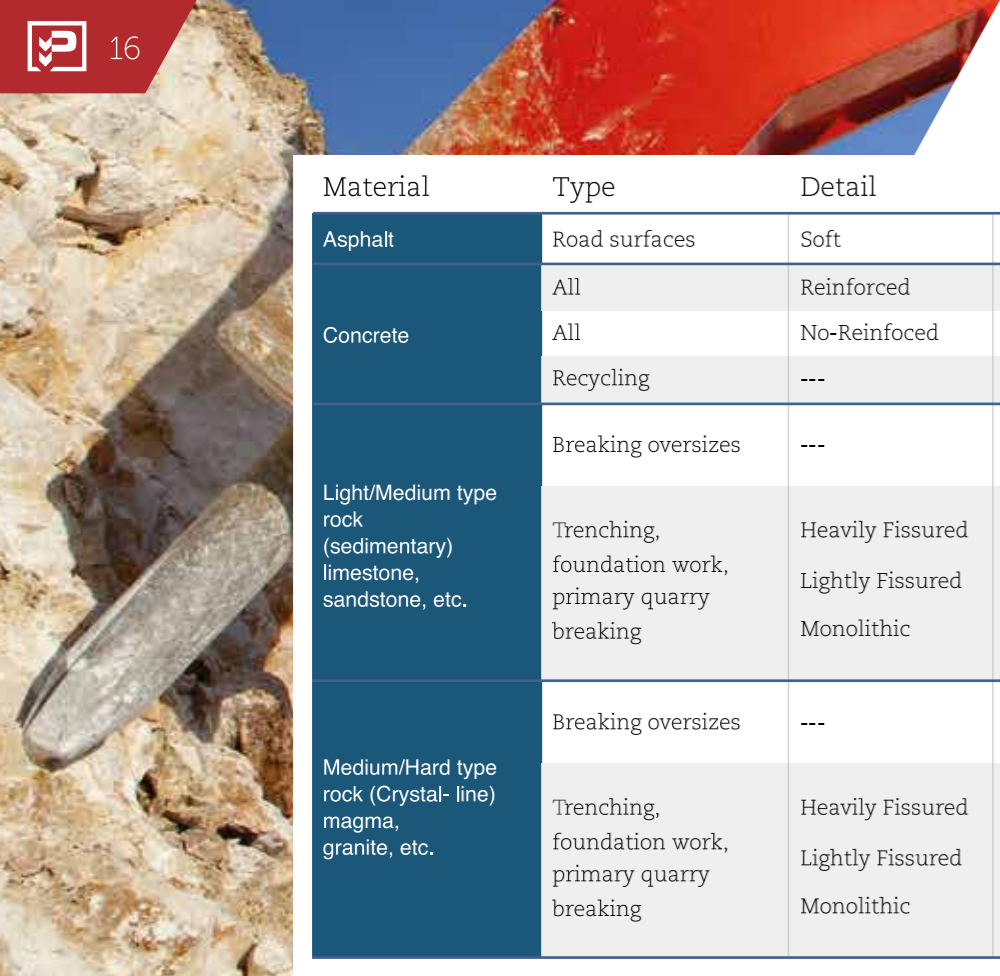 16
Material Type Detail
Asphalt Road surfaces Soft
Concrete
All Reinforced
All No-Reinfoced
Recycling ---
Light/Medium type
rock
(sedimentary)
limestone,
sandstone, etc.
Breaking oversizes ---
Trenching,
foundation work,
primary quarry
breaking
Heavily Fissured
Lightly Fissured
Monolithic
Medium/Hard type
rock (Crystal- line)
magma,
granite, etc.
Breaking oversizes ---
Trenching,
foundation work,
primary quarry
breaking
Heavily Fissured
Lightly Fissured
Monolithic